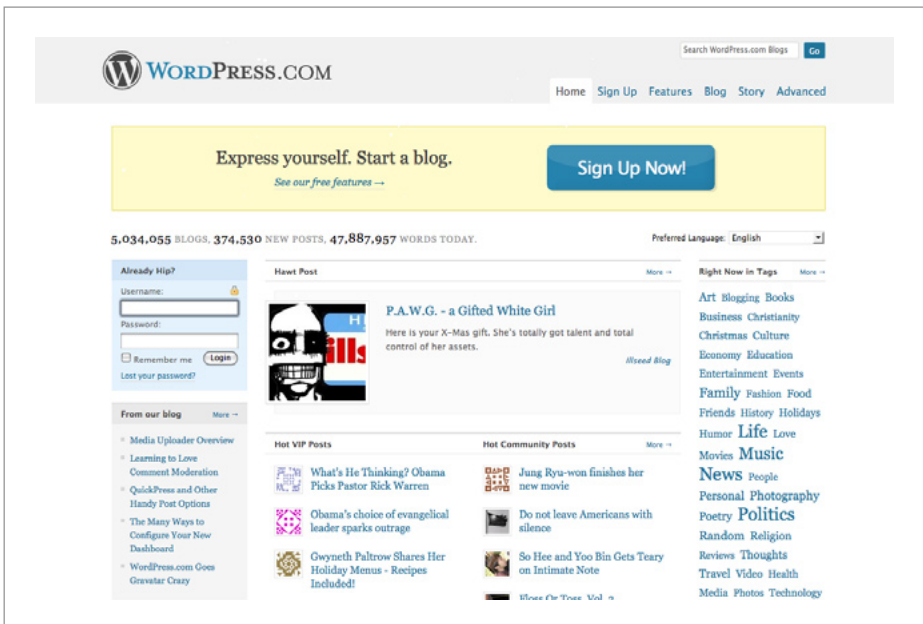 Search WordPress.com Blogs Go
WORDPRESS.COM
Home Sign Up Features Blog Story Advanced
Express yourself. Start a blog.
See our free features →
Sign Up Now!
5,034,055 BLOGS, 374,530 NEW POSTS, 47,887,957 WORDS TODAY.
Preferred Language: English
Already Hip?
Username:
Password:
Remember me Login
Lost your password?
From our blog More →
Media Uploader Overview
Learning to Love
Comment Moderation
QuickPress and Other
Handy Post Options
The Many Ways to
Configure Your New
Dashboard
WordPress.com Goes
Gravatar Crazy
Hawt Post More →
P.A.W.G. - a Gifted White Girl
Here is your X-Mas gift. She's totally got talent and total
control of her assets.
Illseed Blog
Hot VIP Posts
What's He Thinking? Obama
Picks Pastor Rick Warren
Obama's choice of evangelical
leader sparks outrage
Gwyneth Paltrow Shares Her
Holiday Menus - Recipes
Included!
Hot Community Posts More →
Jung Ryu-won finishes her
new movie
Do not leave Americans with
silence
So Hee and Yoo Bin Gets Teary
on Intimate Note
Floss Or Toss, Vol. 2
Right Now in Tags More →
Art Blogging Books
Business Christianity
Christmas Culture
Economy Education
Entertainment Events
Family Fashion Food
Friends History Holidays
Humor Life Love
Movies Music
News People
Personal Photography
Poetry Politics
Random Religion
Reviews Thoughts
Travel Video Health
Media Photos Technology